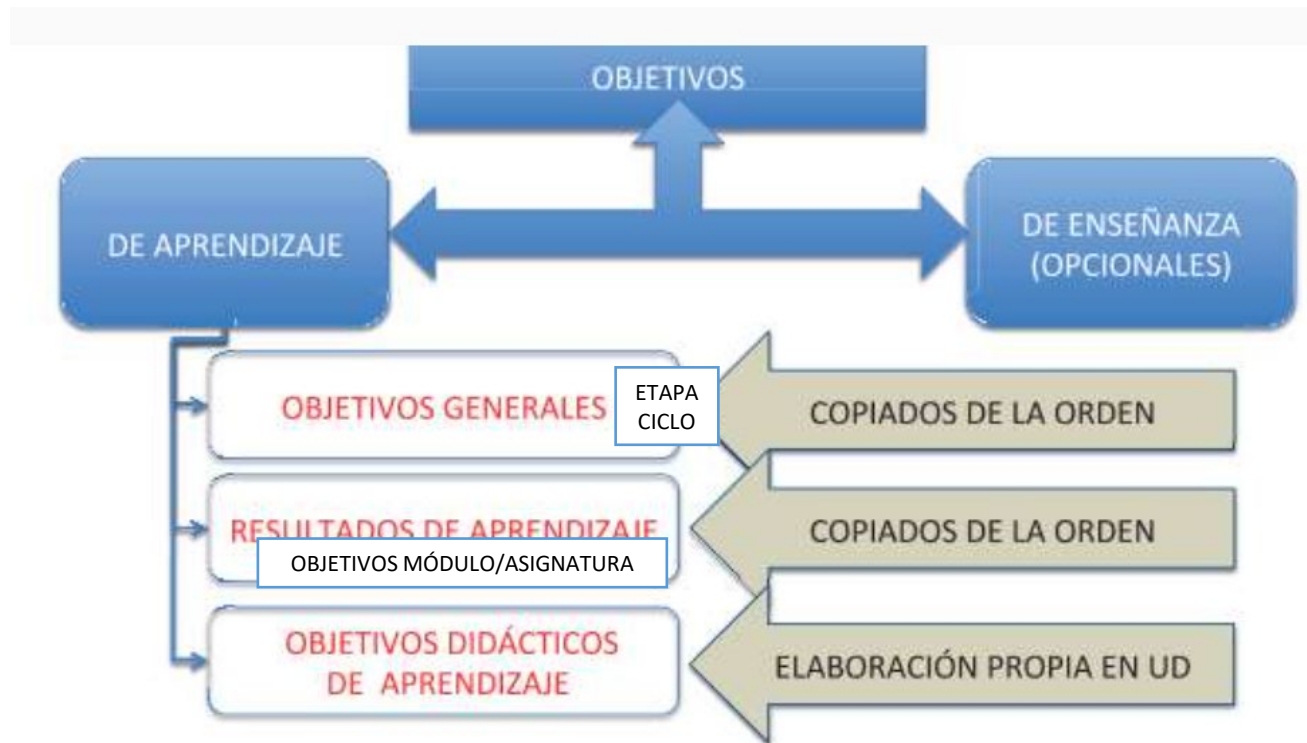 OBJETIVOS
DE APRENDIZAJE
DE ENSEÑANZA
(OPCIONALES)
OBJETIVOS GENERALES
ETAPA
CICLO
COPIADOS DE LA ORDEN
RESULTADOS DE APRENDIZAJE
OBJETIVOS MÓDULO/ASIGNATURA
COPIADOS DE LA ORDEN
OBJETIVOS DIDÁCTICOS
DE APRENDIZAJE
ELABORACIÓN PROPIA EN UD